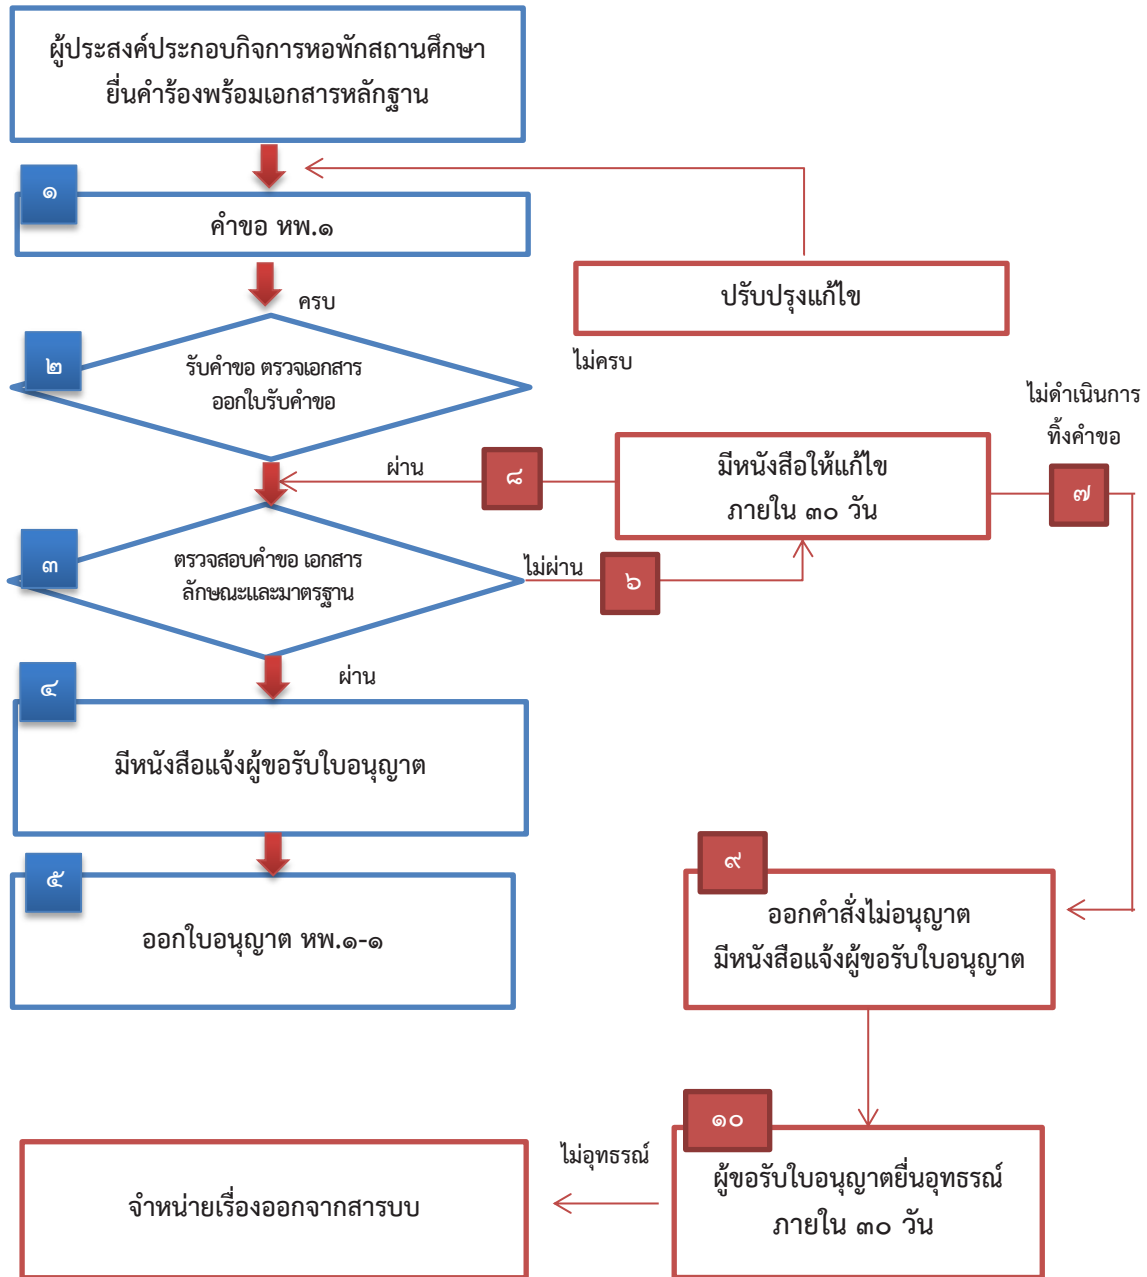 ผู้ประสงค์ประกอบกิจการหอพักสถานศึกษา
ยื่นคำร้องพร้อมเอกสารหลักฐาน
๑
คำขอ หพ.๑
ครบ
ปรับปรุงแก้ไข
ไม่ครบ
๒
รับคำขอ ตรวจเอกสาร
ออกใบรับคำขอ
ไม่ดำเนินการ
ทิ้งคำขอ
ผ่าน
๘
มีหนังสือให้แก้ไข
ภายใน ๓๐ วัน
๗
๓
ตรวจสอบคำขอ เอกสาร
ลักษณะและมาตรฐาน
ไม่ผ่าน
๖
ผ่าน
๔
มีหนังสือแจ้งผู้ขอรับใบอนุญาต
๕
ออกใบอนุญาต หพ.๑-๑
๙
ออกคำสั่งไม่อนุญาต
มีหนังสือแจ้งผู้ขอรับใบอนุญาต
๑๐
ผู้ขอรับใบอนุญาตยื่นอุทธรณ์
ภายใน ๓๐ วัน
ไม่อุทธรณ์
จำหน่ายเรื่องออกจากสารบบ